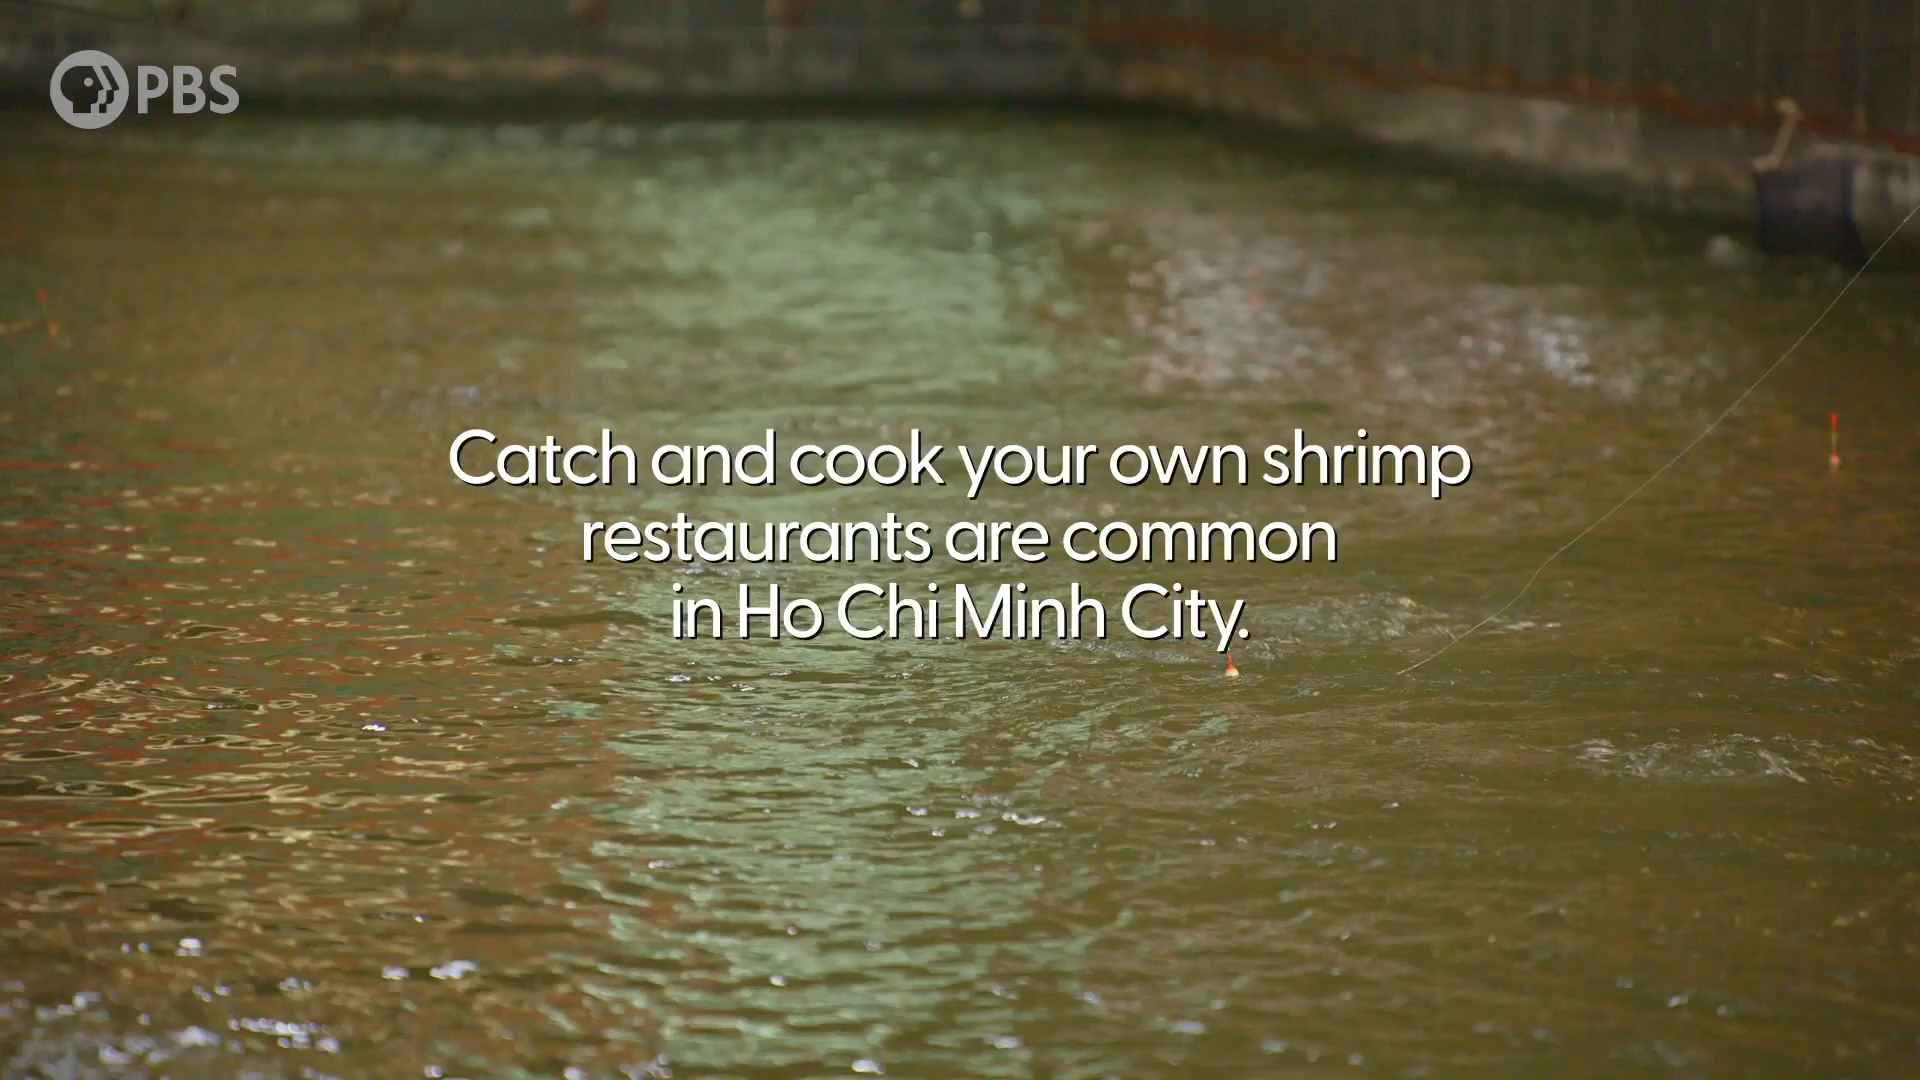 PBS
Catch and cook your own shrimp
restaurants are common
in Ho Chi Minh City.